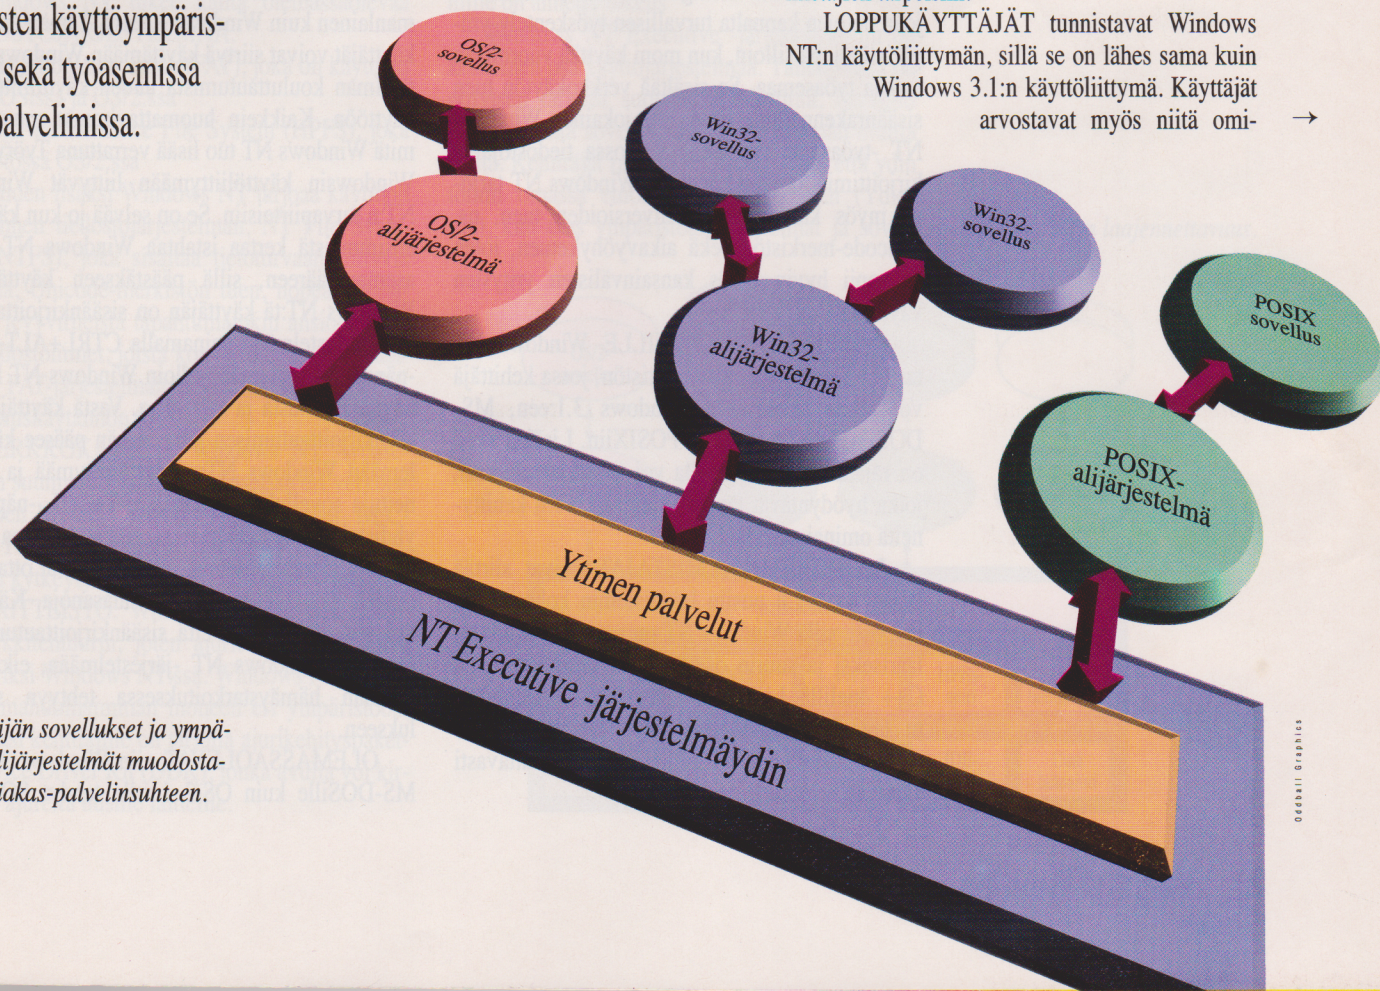 sten käyttöympäris-
sekä työasemissa
palvelimissa.
LOPPUKÄYTTÄJÄT tunnistavat Windows
NT:n käyttöliittymän, sillä se on lähes sama kuin
Windows 3.1:n käyttöliittymä. Käyttäjät
arvostavat myös niitä omi- →
OS/2-
sovellus
OS/2-
alijärjestelmä
Win32-
sovellus
Win32-
sovellus
Win32-
alijärjestelmä
POSIX
sovellus
POSIX-
alijärjestelmä
Ytimen palvelut
NT Executive -järjestelmäydin
ijän sovellukset ja ympä-
lijärjestelmät muodosta-
iakas-palvelinsuhteen.
Oddball Graphics